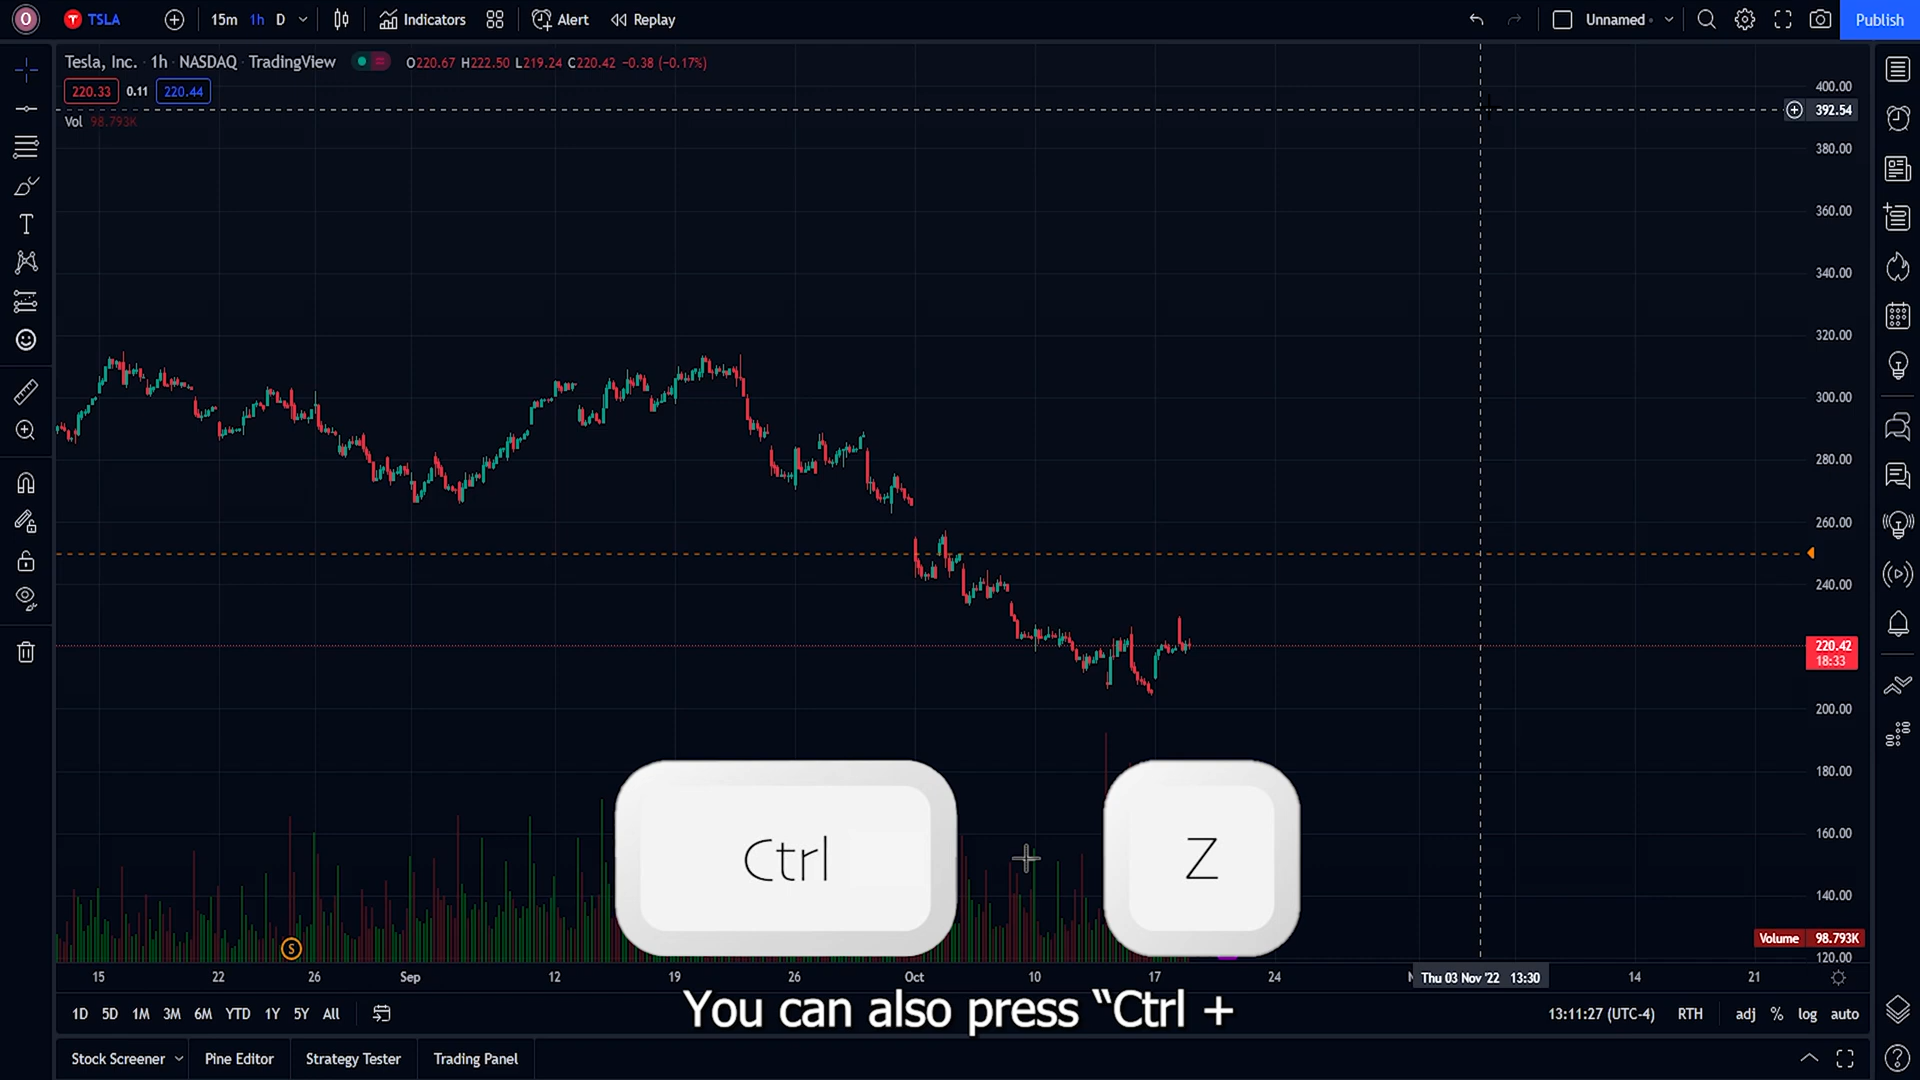 O TSLA 15m 1h D Indicators Alert Replay Unnamed Publish
Tesla, Inc. · 1h · NASDAQ · TradingView O220.67 H222.50 L219.24 C220.42 −0.38 (−0.17%)
220.33 0.11 220.44
Vol 98.793K
400.00
392.54
380.00
360.00
340.00
320.00
300.00
280.00
260.00
240.00
220.42
18:33
200.00
180.00
160.00
140.00
Ctrl
Z
S
Volume 98.793K
120.00
15 22 26 Sep 12 19 26 Oct 10 17 24 Thu 03 Nov '22 13:30 14 21
You can also press “Ctrl +
1D 5D 1M 3M 6M YTD 1Y 5Y All 13:11:27 (UTC-4) RTH adj % log auto
Stock Screener Pine Editor Strategy Tester Trading Panel